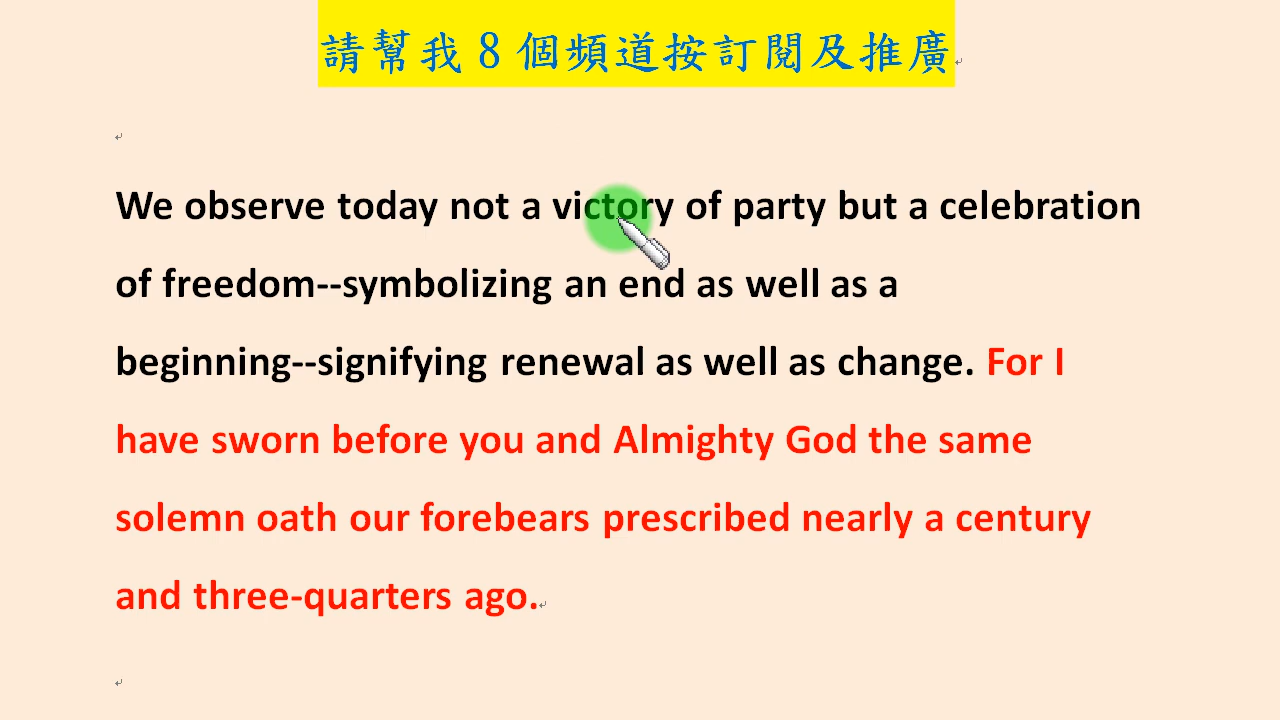 請幫我 8 個頻道按訂閱及推廣
We observe today not a victory of party but a celebration
of freedom--symbolizing an end as well as a
beginning--signifying renewal as well as change. For I
have sworn before you and Almighty God the same
solemn oath our forebears prescribed nearly a century
and three-quarters ago.